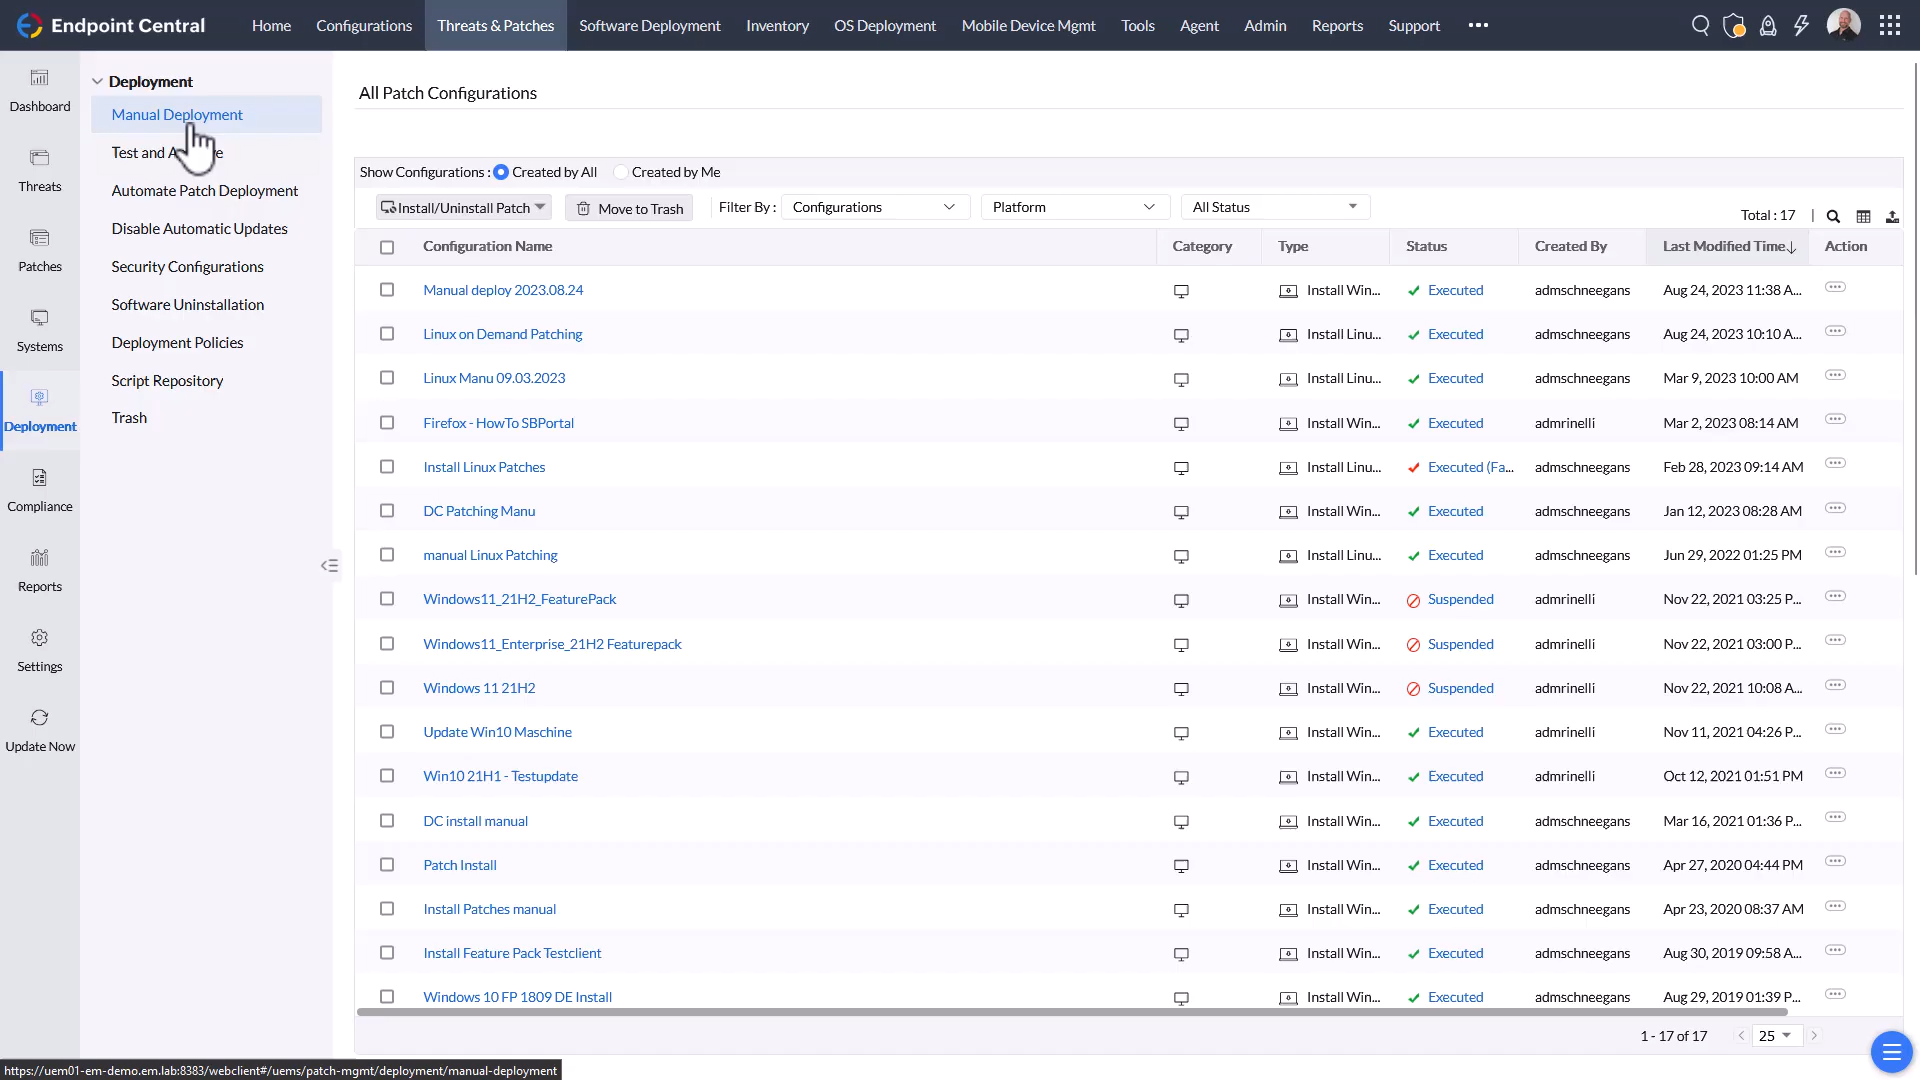 Endpoint Central
Home
Configurations
Threats & Patches
Software Deployment
Inventory
OS Deployment
Mobile Device Mgmt
Tools
Agent
Admin
Reports
Support
Dashboard
Threats
Patches
Systems
Deployment
Compliance
Reports
Settings
Update Now
Deployment
Manual Deployment
Test and
Automate Patch Deployment
Disable Automatic Updates
Security Configurations
Software Uninstallation
Deployment Policies
Script Repository
Trash
All Patch Configurations
Show Configurations : Created by All Created by Me
Install/Uninstall Patch Move to Trash Filter By : Configurations Platform All Status
Total : 17
Configuration Name Category Type Status Created By Last Modified Time Action
Manual deploy 2023.08.24 Install Win... Executed admschneegans Aug 24, 2023 11:38 A...
Linux on Demand Patching Install Linu... Executed admschneegans Aug 24, 2023 10:10 A...
Linux Manu 09.03.2023 Install Linu... Executed admschneegans Mar 9, 2023 10:00 AM
Firefox - HowTo SBPortal Install Win... Executed admrinelli Mar 2, 2023 08:14 AM
Install Linux Patches Install Linu... Executed (Fa... admschneegans Feb 28, 2023 09:14 AM
DC Patching Manu Install Win... Executed admschneegans Jan 12, 2023 08:28 AM
manual Linux Patching Install Linu... Executed admschneegans Jun 29, 2022 01:25 PM
Windows11_21H2_FeaturePack Install Win... Suspended admrinelli Nov 22, 2021 03:25 P...
Windows11_Enterprise_21H2 Featurepack Install Win... Suspended admrinelli Nov 22, 2021 03:00 P...
Windows 11 21H2 Install Win... Suspended admrinelli Nov 22, 2021 10:08 A...
Update Win10 Maschine Install Win... Executed admrinelli Nov 11, 2021 04:26 P...
Win10 21H1 - Testupdate Install Win... Executed admrinelli Oct 12, 2021 01:51 PM
DC install manual Install Win... Executed admschneegans Mar 16, 2021 01:36 P...
Patch Install Install Win... Executed admschneegans Apr 27, 2020 04:44 PM
Install Patches manual Install Win... Executed admschneegans Apr 23, 2020 08:37 AM
Install Feature Pack Testclient Install Win... Executed admschneegans Aug 30, 2019 09:58 A...
Windows 10 FP 1809 DE Install Install Win... Executed admschneegans Aug 29, 2019 01:39 P...
1 - 17 of 17 25
https://uem01-em-demo.em.lab:8383/webclient#/uems/patch-mgmt/deployment/manual-deployment